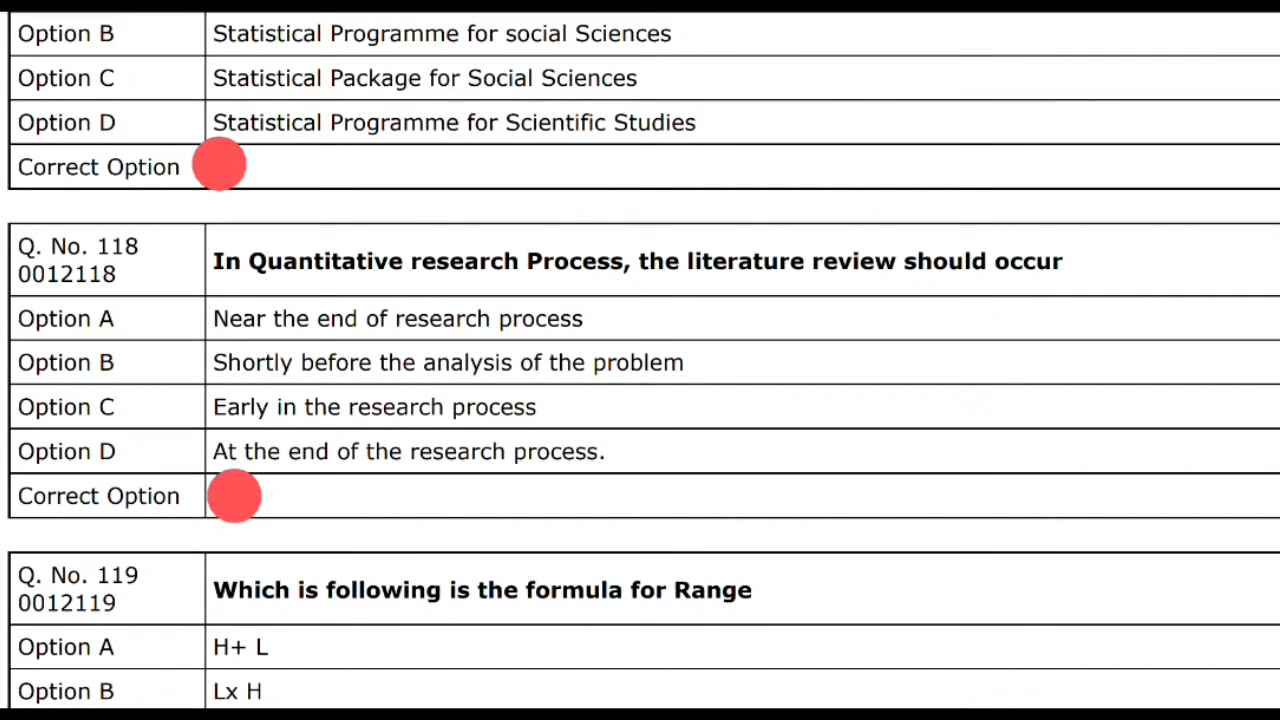 Option B Statistical Programme for social Sciences
Option C Statistical Package for Social Sciences
Option D Statistical Programme for Scientific Studies
Correct Option
Q. No. 118
0012118
In Quantitative research Process, the literature review should occur
Option A Near the end of research process
Option B Shortly before the analysis of the problem
Option C Early in the research process
Option D At the end of the research process.
Correct Option
Q. No. 119
0012119
Which is following is the formula for Range
Option A H+ L
Option B Lx H